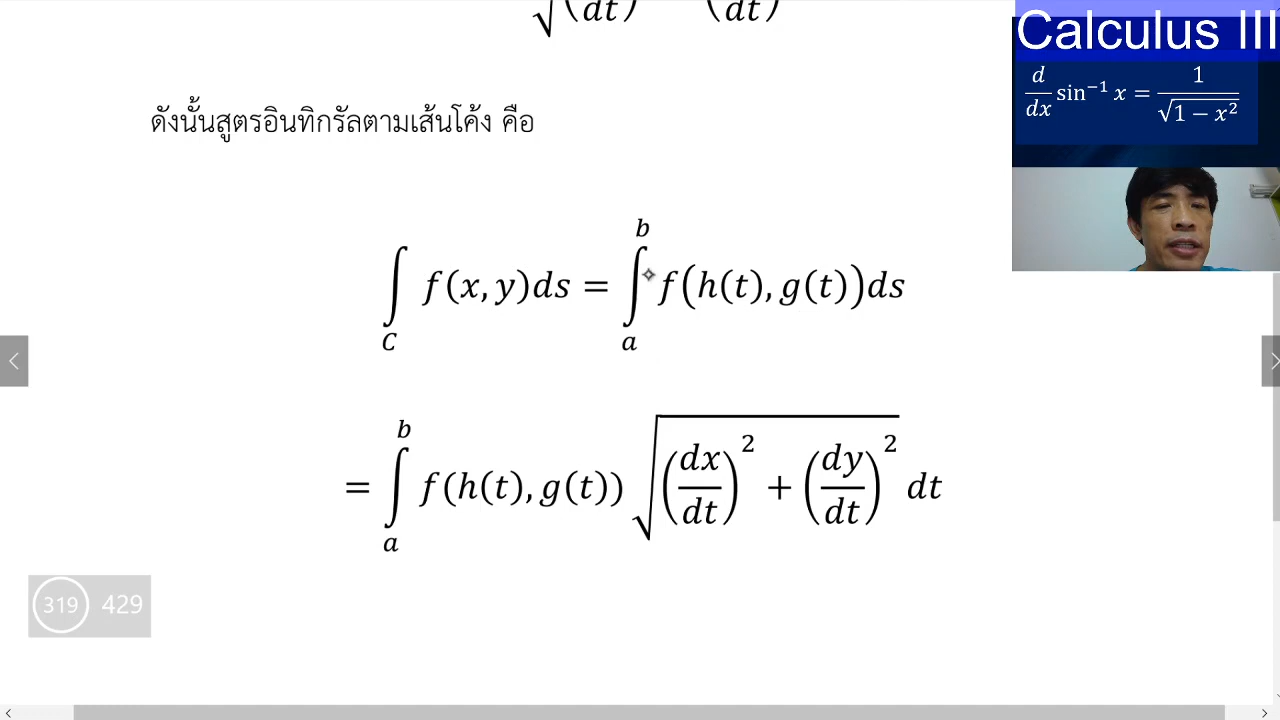 √(dt) (dt)
Calculus III
d/dx sin⁻¹ x = 1/√(1 − x²)
ดังนั้นสูตรอินทิกรัลตามเส้นโค้ง คือ
∫_C f(x, y)ds = ∫_a^b f(h(t), g(t))ds
= ∫_a^b f(h(t), g(t)) √((dx/dt)² + (dy/dt)²) dt
319 429